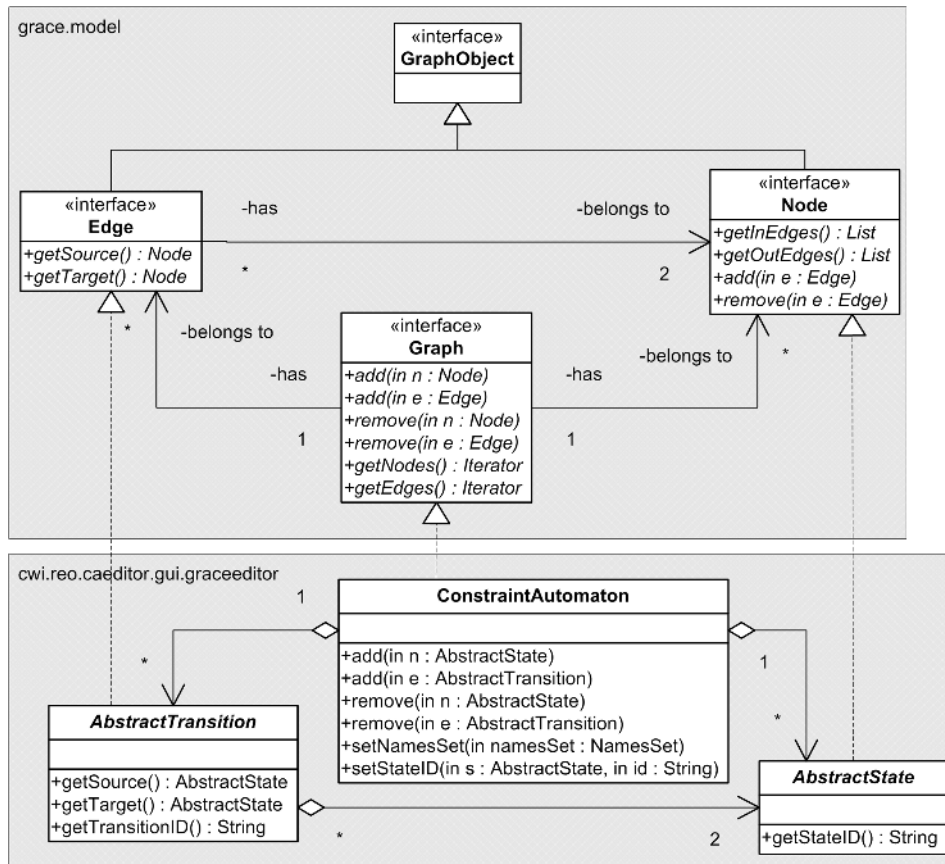 grace.model
«interface»
GraphObject
«interface»
Edge
+getSource() : Node
+getTarget() : Node
-has
-belongs to
*
2
«interface»
Node
+getInEdges() : List
+getOutEdges() : List
+add(in e : Edge)
+remove(in e : Edge)
*
-belongs to
-has
1
«interface»
Graph
+add(in n : Node)
+add(in e : Edge)
+remove(in n : Node)
+remove(in e : Edge)
+getNodes() : Iterator
+getEdges() : Iterator
-has
1
-belongs to
*
cwi.reo.caeditor.gui.graceeditor
1
*
ConstraintAutomaton
+add(in n : AbstractState)
+add(in e : AbstractTransition)
+remove(in n : AbstractState)
+remove(in e : AbstractTransition)
+setNamesSet(in namesSet : NamesSet)
+setStateID(in s : AbstractState, in id : String)
1
*
AbstractTransition
+getSource() : AbstractState
+getTarget() : AbstractState
+getTransitionID() : String
*
2
AbstractState
+getStateID() : String